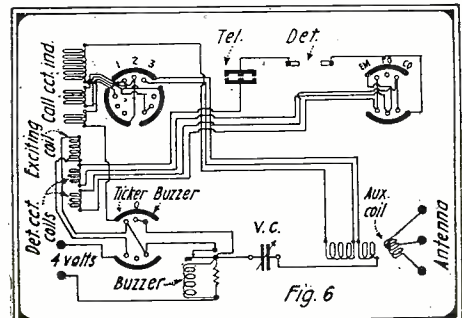 Tel. Det.
1 2 3
EM TO CO
Call cct. ind.
Exciting coil
Det. cct. coils
Ticker Buzzer
O
4 volts
Buzzer
V.C.
Aux. coil
Antenna
Fig. 6